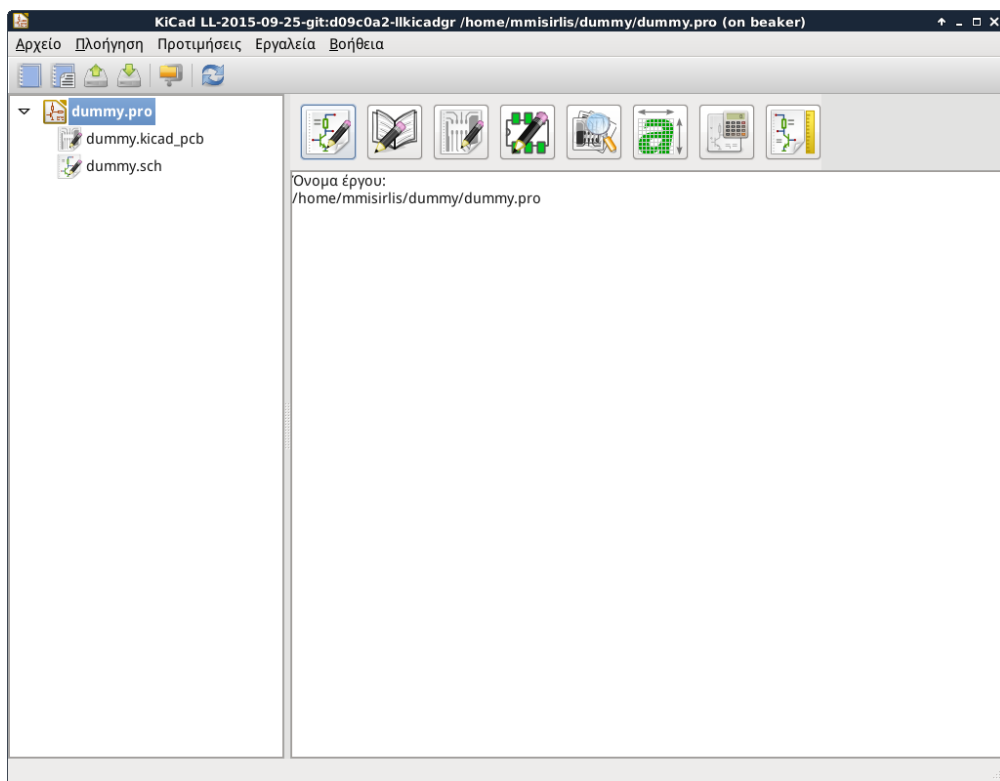 KiCad LL-2015-09-25-git:d09c0a2-llkicadgr /home/mmisirlis/dummy/dummy.pro (on beaker)
Αρχείο Πλοήγηση Προτιμήσεις Εργαλεία Βοήθεια
dummy.pro
dummy.kicad_pcb
dummy.sch
Όνομα έργου:
/home/mmisirlis/dummy/dummy.pro